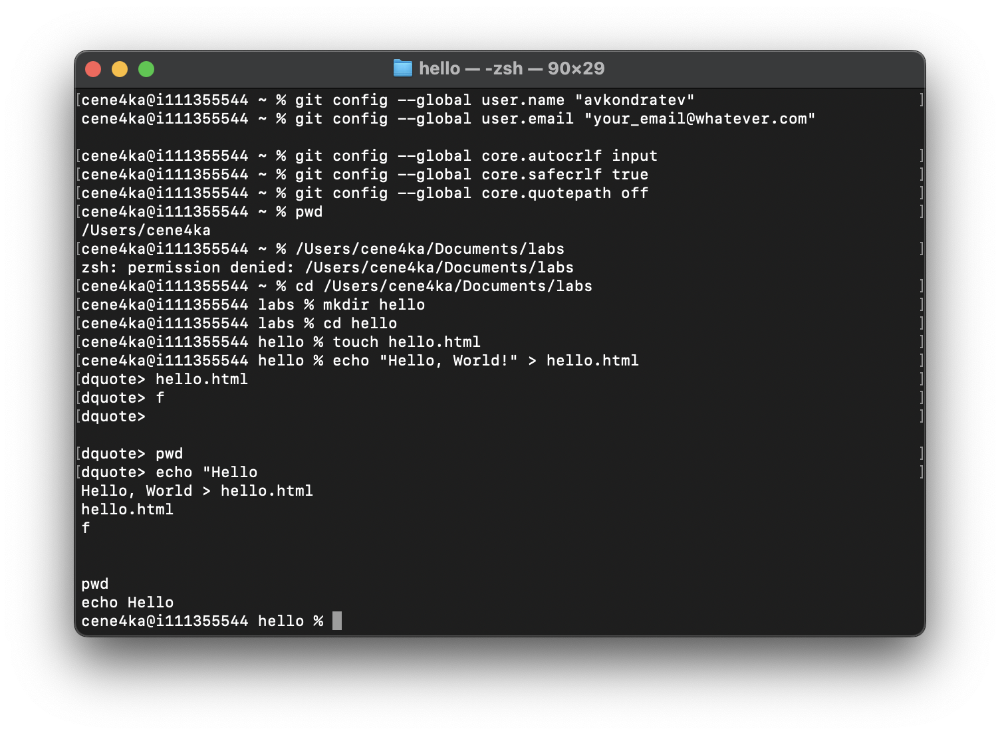 hello — -zsh — 90×29
[cene4ka@i111355544 ~ % git config --global user.name "avkondratev" ]
cene4ka@i111355544 ~ % git config --global user.email "your_email@whatever.com"
[cene4ka@i111355544 ~ % git config --global core.autocrlf input ]
[cene4ka@i111355544 ~ % git config --global core.safecrlf true ]
[cene4ka@i111355544 ~ % git config --global core.quotepath off ]
[cene4ka@i111355544 ~ % pwd ]
/Users/cene4ka
[cene4ka@i111355544 ~ % /Users/cene4ka/Documents/labs ]
zsh: permission denied: /Users/cene4ka/Documents/labs
[cene4ka@i111355544 ~ % cd /Users/cene4ka/Documents/labs ]
[cene4ka@i111355544 labs % mkdir hello ]
[cene4ka@i111355544 labs % cd hello ]
[cene4ka@i111355544 hello % touch hello.html ]
[cene4ka@i111355544 hello % echo "Hello, World!" > hello.html ]
[dquote> hello.html ]
[dquote> f ]
[dquote> ]
[dquote> pwd ]
[dquote> echo "Hello ]
Hello, World > hello.html
hello.html
f
pwd
echo Hello
cene4ka@i111355544 hello %